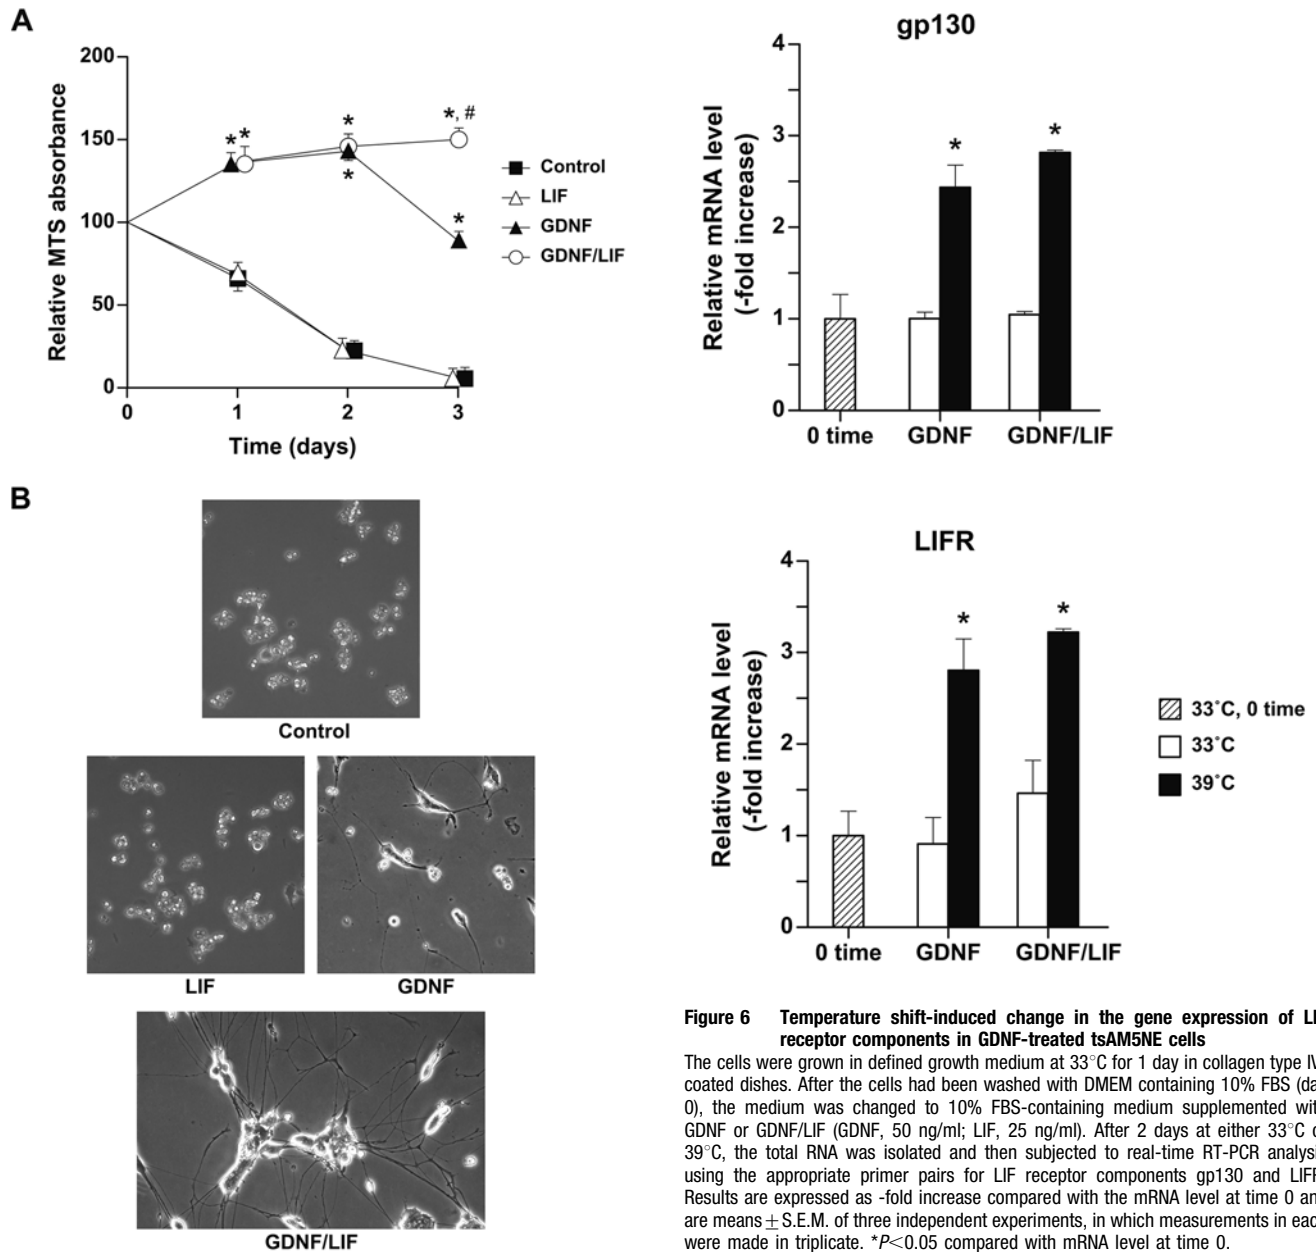 A
200
150
100
50
0
Relative MTS absorbance
* *
*
*
*, #
*
0 1 2 3
Time (days)
Control
LIF
GDNF
GDNF/LIF
B
Control
LIF
GDNF
GDNF/LIF
gp130
4
3
2
1
0
Relative mRNA level
(-fold increase)
*
*
0 time GDNF GDNF/LIF
LIFR
4
3
2
1
0
Relative mRNA level
(-fold increase)
*
*
0 time GDNF GDNF/LIF
33˚C, 0 time
33˚C
39˚C
Figure 6 Temperature shift-induced change in the gene expression of LI
receptor components in GDNF-treated tsAM5NE cells
The cells were grown in defined growth medium at 33°C for 1 day in collagen type IV
coated dishes. After the cells had been washed with DMEM containing 10% FBS (da
0), the medium was changed to 10% FBS-containing medium supplemented wit
GDNF or GDNF/LIF (GDNF, 50 ng/ml; LIF, 25 ng/ml). After 2 days at either 33°C o
39°C, the total RNA was isolated and then subjected to real-time RT-PCR analysi
using the appropriate primer pairs for LIF receptor components gp130 and LIFR
Results are expressed as -fold increase compared with the mRNA level at time 0 an
are means ± S.E.M. of three independent experiments, in which measurements in eac
were made in triplicate. *P<0.05 compared with mRNA level at time 0.